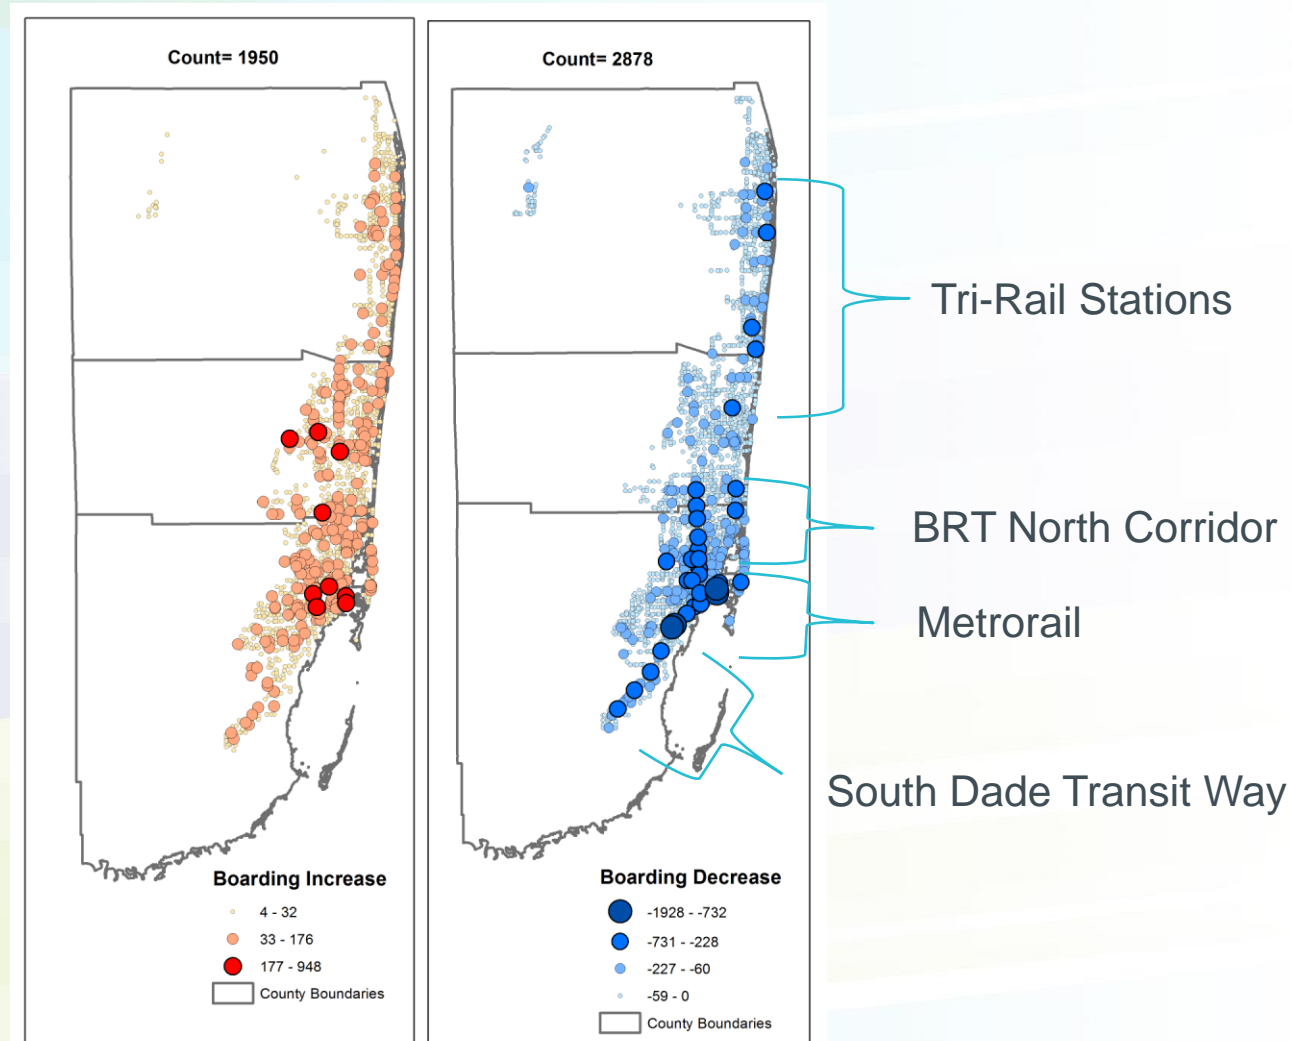 Count= 1950
Boarding Increase
4 - 32
33 - 176
177 - 948
County Boundaries
Count= 2878
Boarding Decrease
-1928 - -732
-731 - -228
-227 - -60
-59 - 0
County Boundaries
Tri-Rail Stations
BRT North Corridor
Metrorail
South Dade Transit Way